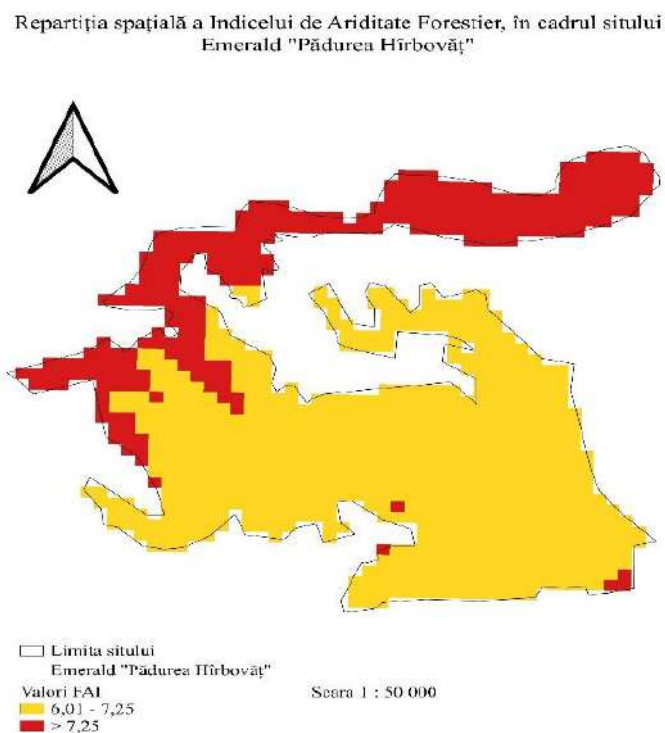 Repartiția spațială a Indicelui de Ariditate Forestier, în cadrul sitului
Emerald "Pădurea Hîrbovăț"
Limita sitului
Emerald "Pădurea Hîrbovăț"
Valori FAI
Scara 1 : 50 000
6,01 - 7,25
> 7,25